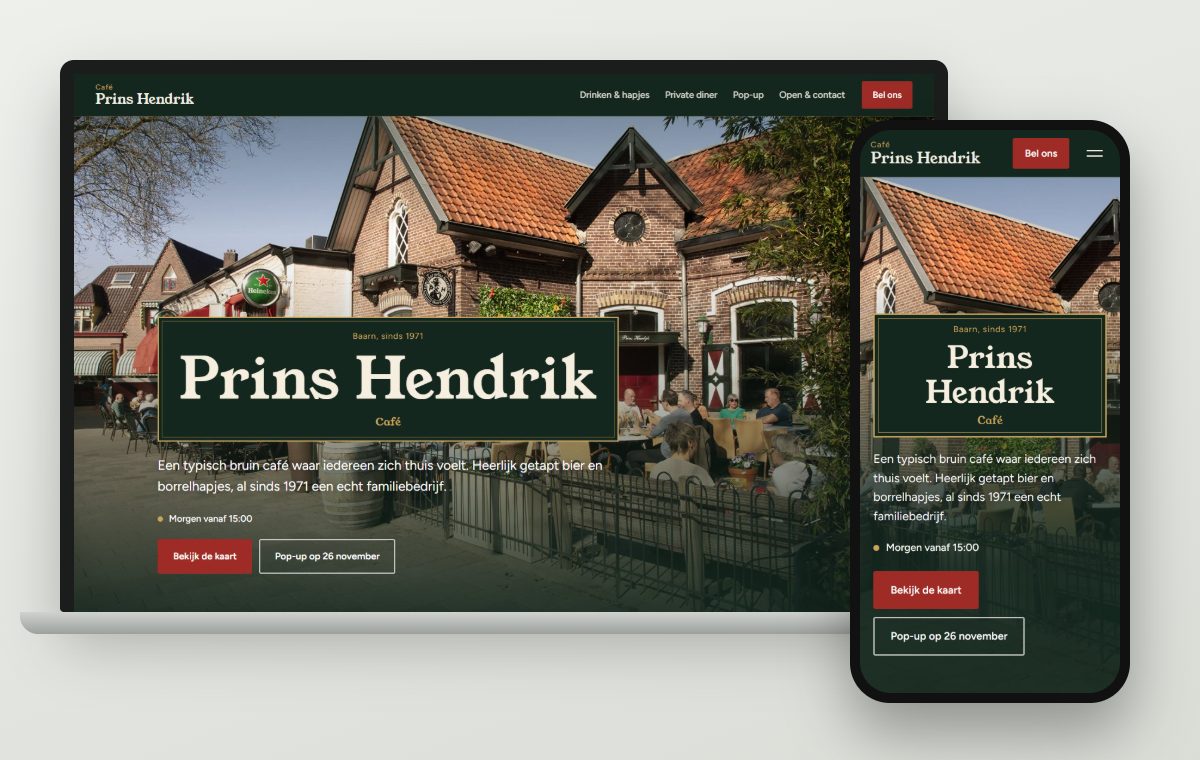 Café
Prins Hendrik
Drinken & hapjes
Private diner
Pop-up
Open & contact
Bel ons
Heineken
Baarn, sinds 1971
Prins Hendrik
Café
Een typisch bruin café waar iedereen zich thuis voelt. Heerlijk getapt bier en
borrelhapjes, al sinds 1971 een echt familiebedrijf.
Morgen vanaf 15:00
Bekijk de kaart
Pop-up op 26 november
Café
Prins Hendrik
Bel ons
Baarn, sinds 1971
Prins
Hendrik
Café
Een typisch bruin café waar iedereen zich
thuis voelt. Heerlijk getapt bier en
borrelhapjes, al sinds 1971 een echt
familiebedrijf.
Morgen vanaf 15:00
Bekijk de kaart
Pop-up op 26 november